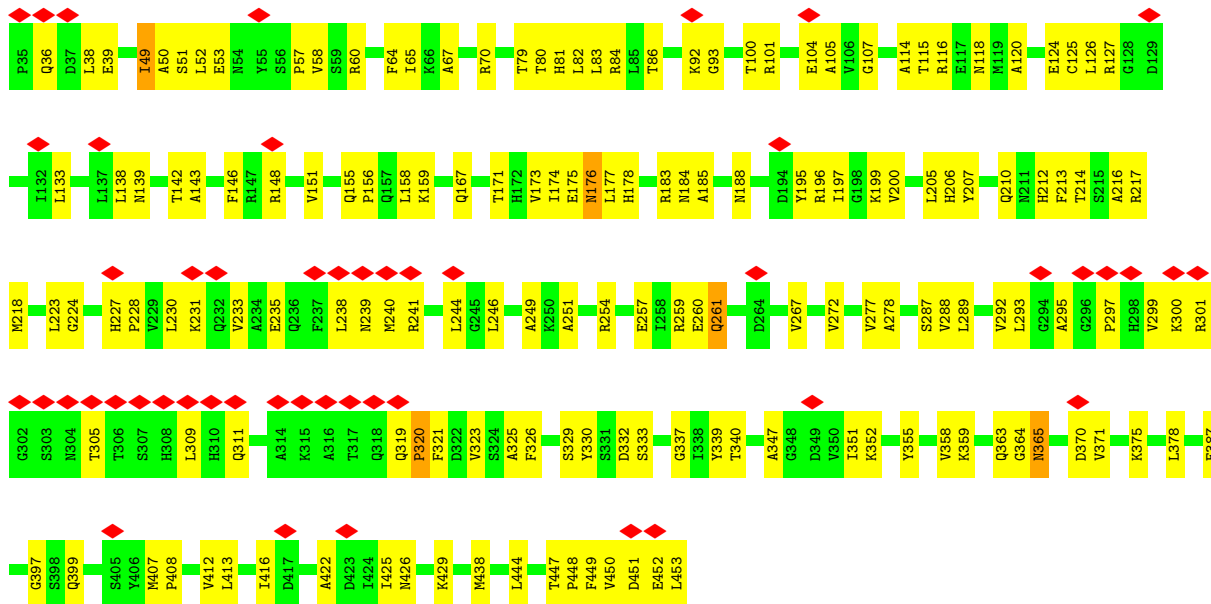 P35 Q36 D37 L38 E39 I49 A50 S51 L52 E53 N54 Y55 S56 P57 V58 S59 R60 F64 I65 K66 A67 R70 T79 T80 H81 L82 L83 R84 L85 T86 K92 G93 T100 R101 E104 A105 V106 G107 A114 T115 R116 E117 N118 M119 A120 E124 C125 L126 R127 G128 D129
I132 L133 L137 L138 N139 T142 A143 F146 R147 R148 V151 Q155 P156 Q157 L158 K159 Q167 T171 H172 V173 I174 E175 N176 L177 H178 R183 N184 A185 N188 D194 Y195 R196 I197 G198 K199 V200 L205 H206 Y207 Q210 N211 H212 F213 T214 S215 A216 R217
M218 L223 G224 H227 P228 V229 L230 K231 Q232 V233 A234 E235 Q236 F237 L238 N239 M240 R241 L244 G245 L246 A249 K250 A251 R254 E257 I258 R259 E260 Q261 D264 V267 V272 V277 A278 S287 V288 L289 V292 L293 G294 A295 G296 P297 H298 V299 K300 R301
G302 S303 N304 T305 T306 S307 H308 L309 H310 Q311 A314 K315 A316 T317 Q318 Q319 P320 F321 D322 V323 S324 A325 F326 S329 Y330 K331 D332 S333 G337 I338 Y339 T340 A347 G348 D349 V350 I351 K352 Y355 V358 K359 Q363 G364 N365 D370 V371 K375 L378
G397 S398 Q399 S405 Y406 M407 P408 V412 L413 I416 D417 A422 D423 I424 I425 N426 K429 M438 L444 T447 P448 F449 V450 D451 E452 L453